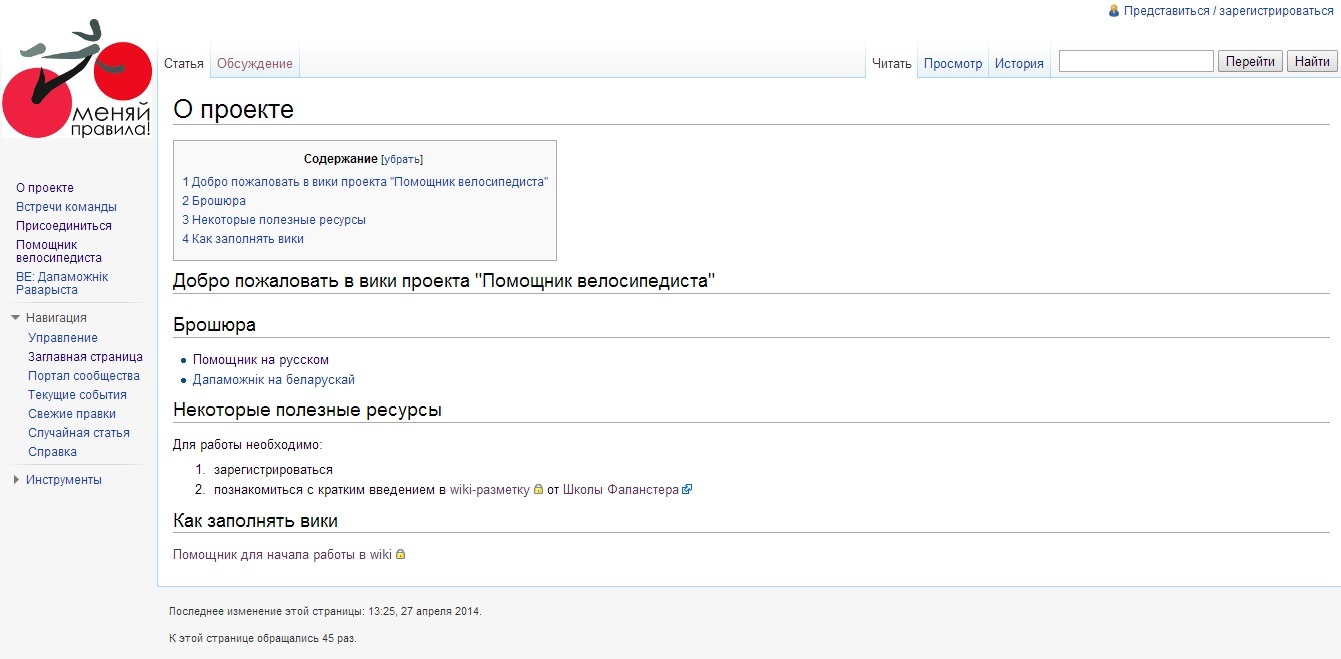 Представиться / зарегистрироваться
меняй
правила!
Статья
Обсуждение
Читать
Просмотр
История
Перейти
Найти
О проекте
Содержание [убрать]
1 Добро пожаловать в вики проекта "Помощник велосипедиста"
2 Брошюра
3 Некоторые полезные ресурсы
4 Как заполнять вики
О проекте
Встречи команды
Присоединиться
Помощник
велосипедиста
BE: Дапаможнік
Раварыста
Навигация
Управление
Заглавная страница
Портал сообщества
Текущие события
Свежие правки
Случайная статья
Справка
Инструменты
Добро пожаловать в вики проекта "Помощник велосипедиста"
Брошюра
Помощник на русском
Дапаможнік на беларускай
Некоторые полезные ресурсы
Для работы необходимо:
1. зарегистрироваться
2. познакомиться с кратким введением в wiki-разметку от Школы Фаланстера
Как заполнять вики
Помощник для начала работы в wiki
Последнее изменение этой страницы: 13:25, 27 апреля 2014.
К этой странице обращались 45 раз.